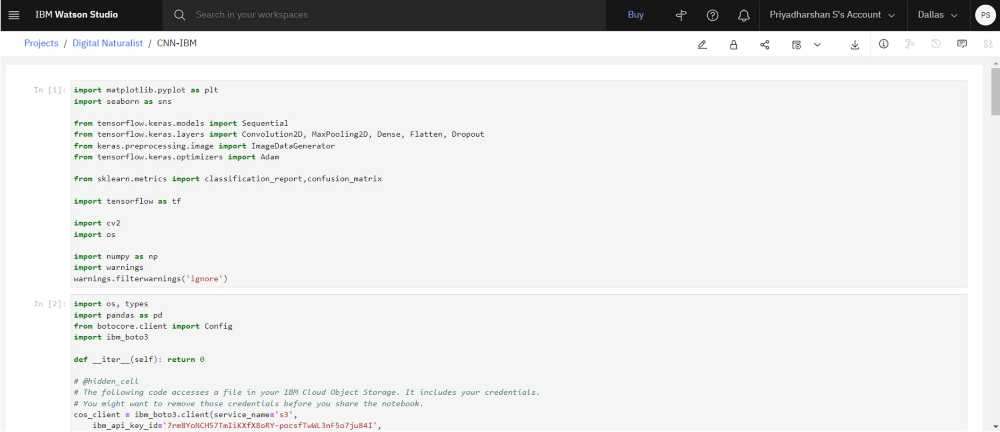 IBM Watson Studio
Search in your workspaces
Buy
Priyadharshan S's Account
Dallas
PS
Projects / Digital Naturalist / CNN-IBM
In [1]:
import matplotlib.pyplot as plt
import seaborn as sns
from tensorflow.keras.models import Sequential
from tensorflow.keras.layers import Convolution2D, MaxPooling2D, Dense, Flatten, Dropout
from keras.preprocessing.image import ImageDataGenerator
from tensorflow.keras.optimizers import Adam
from sklearn.metrics import classification_report,confusion_matrix
import tensorflow as tf
import cv2
import os
import numpy as np
import warnings
warnings.filterwarnings('ignore')
In [2]:
import os, types
import pandas as pd
from botocore.client import Config
import ibm_boto3
def __iter__(self): return 0
# @hidden_cell
# The following code accesses a file in your IBM Cloud Object Storage. It includes your credentials.
# You might want to remove those credentials before you share the notebook.
cos_client = ibm_boto3.client(service_name='s3',
ibm_api_key_id='7rm8YoNCH57TmIiKXfX8oRY-pocsfTwWL3nF5o7ju84I',